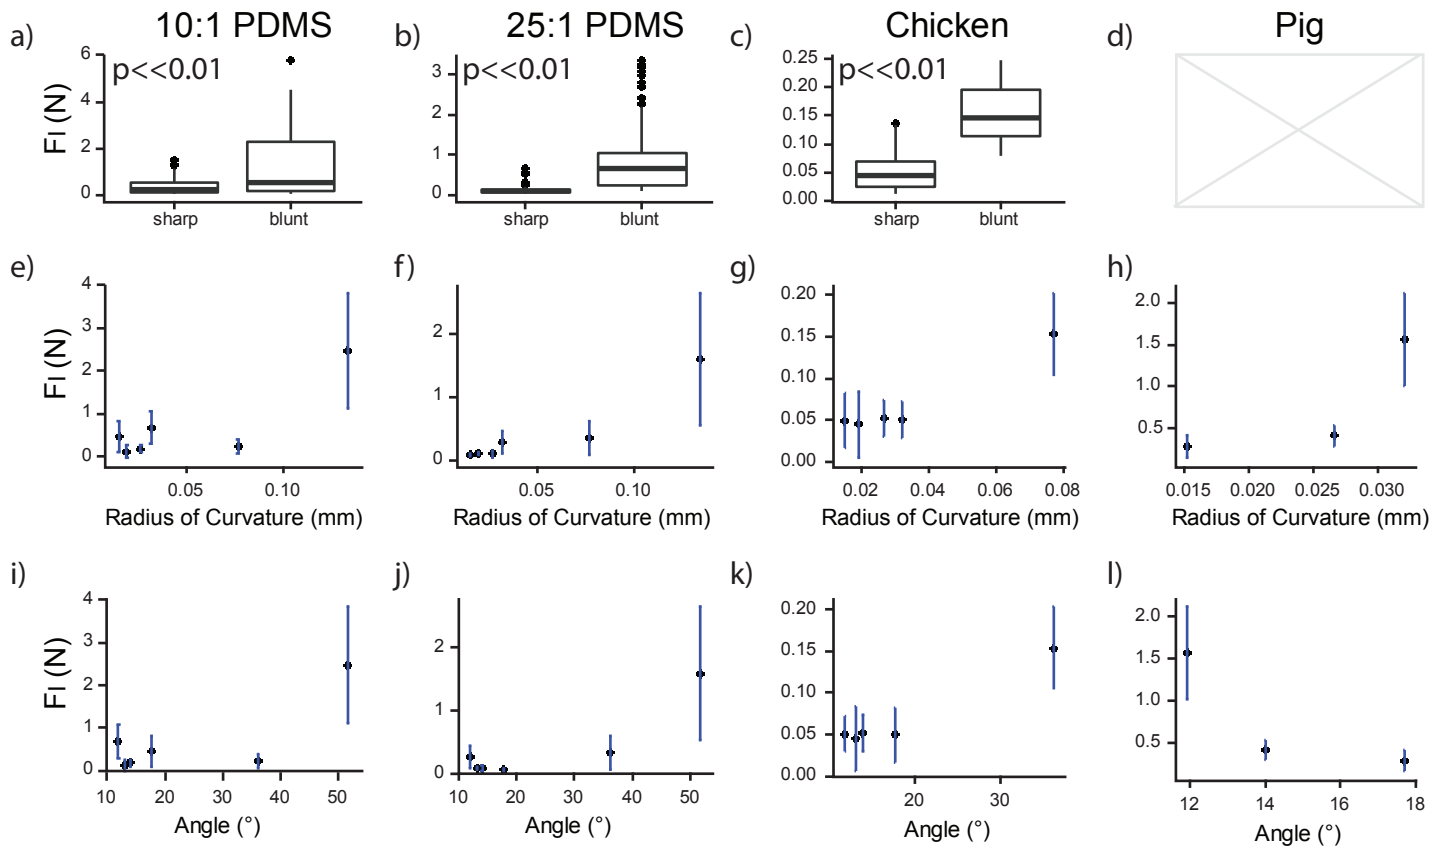 10:1 PDMS 25:1 PDMS Chicken Pig
a) b) c) d)
FI (N)
6
4
2
0
p<<0.01
sharp blunt
3
2
1
0
p<<0.01
sharp blunt
0.25
0.20
0.15
0.10
0.05
0.00
p<<0.01
sharp blunt
e) f) g) h)
FI (N)
4
3
2
1
0
0.05 0.10
Radius of Curvature (mm)
2
1
0
0.05 0.10
Radius of Curvature (mm)
0.20
0.15
0.10
0.05
0.00
0.02 0.04 0.06 0.08
Radius of Curvature (mm)
2.0
1.5
1.0
0.5
0.015 0.020 0.025 0.030
Radius of Curvature (mm)
i) j) k) l)
FI (N)
4
3
2
1
0
10 20 30 40 50
Angle (°)
2
1
0
10 20 30 40 50
Angle (°)
0.20
0.15
0.10
0.05
0.00
20 30
Angle (°)
2.0
1.5
1.0
0.5
12 14 16 18
Angle (°)